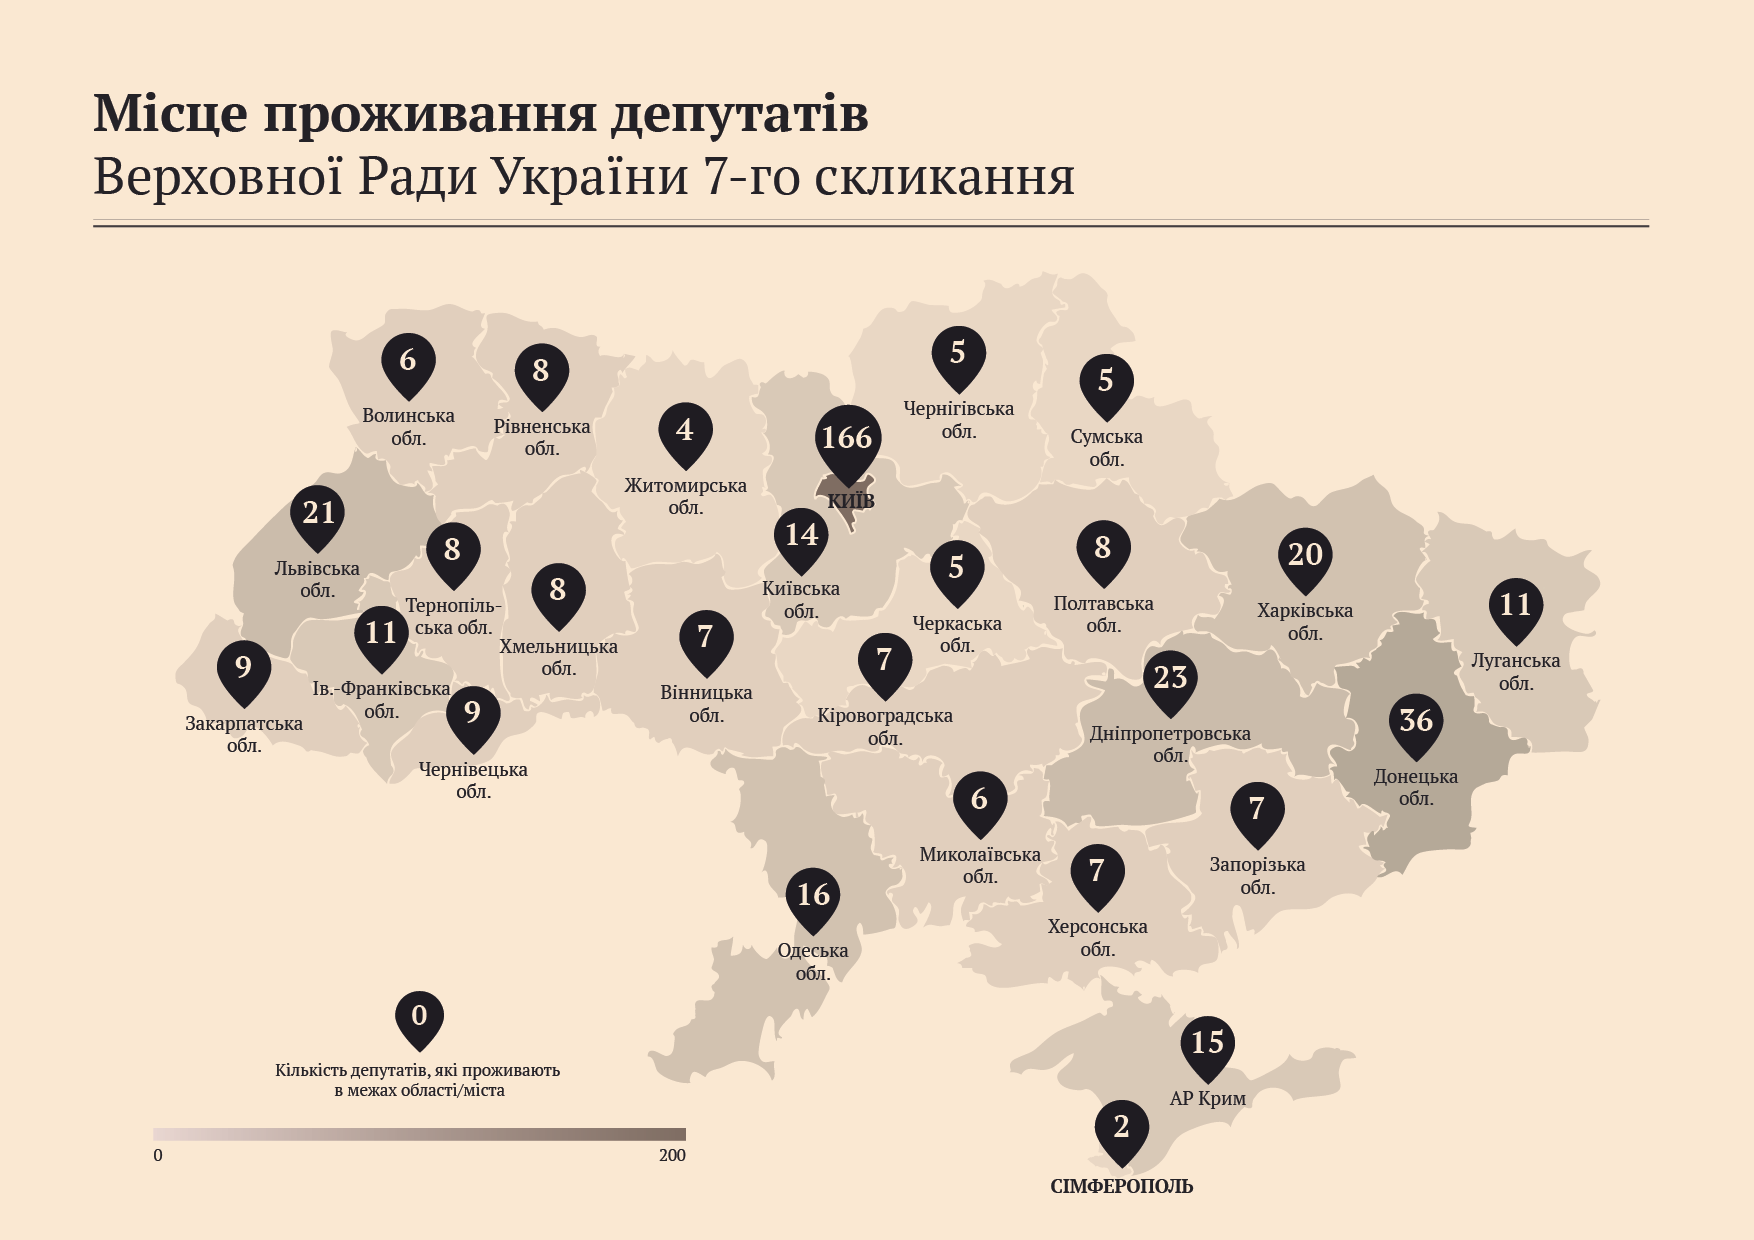 Місце проживання депутатів
Верховної Ради України 7-го скликання
6
Волинська
обл.
8
Рівненська
обл.
4
Житомирська
обл.
166
КИЇВ
5
Чернігівська
обл.
5
Сумська
обл.
21
Львівська
обл.
8
Тернопіль-
ська обл.
8
Хмельницька
обл.
14
Київська
обл.
5
Черкаська
обл.
8
Полтавська
обл.
20
Харківська
обл.
11
Луганська
обл.
9
Закарпатська
обл.
11
Ів.-Франківська
обл.
9
Чернівецька
обл.
7
Вінницька
обл.
7
Кіровоградська
обл.
23
Дніпропетровська
обл.
36
Донецька
обл.
6
Миколаївська
обл.
7
Запорізька
обл.
16
Одеська
обл.
7
Херсонська
обл.
15
АР Крим
2
СІМФЕРОПОЛЬ
0
Кількість депутатів, які проживають
в межах області/міста
0 200